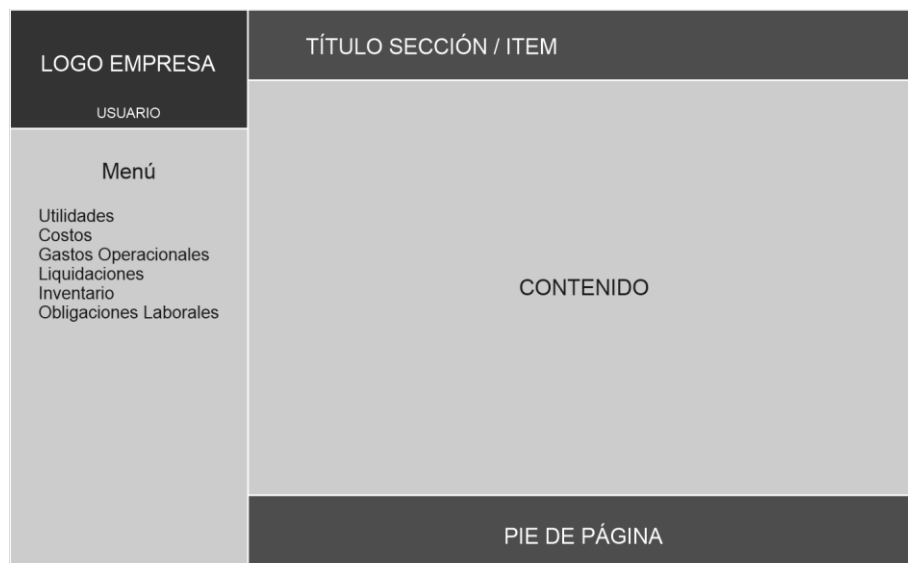 LOGO EMPRESA
USUARIO
TÍTULO SECCIÓN / ITEM
Menú
Utilidades
Costos
Gastos Operacionales
Liquidaciones
Inventario
Obligaciones Laborales
CONTENIDO
PIE DE PÁGINA